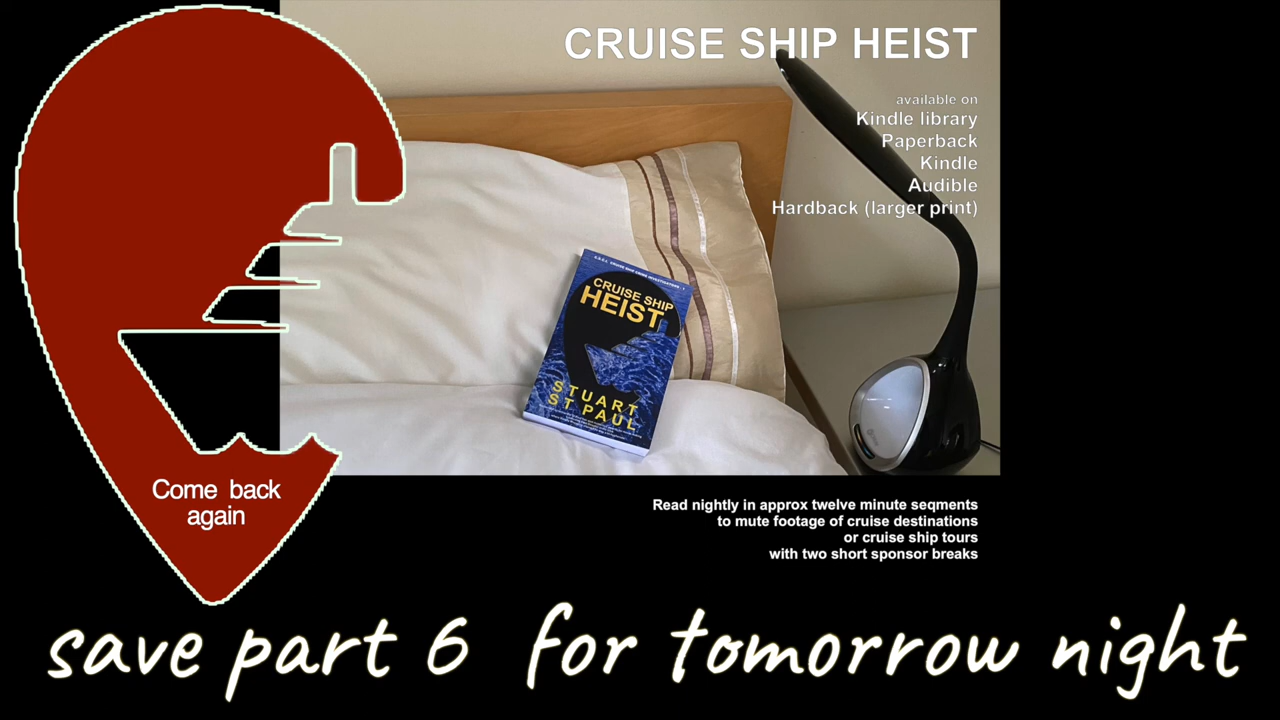 CRUISE SHIP HEIST
available on
Kindle library
Paperback
Kindle
Audible
Hardback (larger print)
CRUISE SHIP
HEIST
STUART
ST PAUL
Come back
again
Read nightly in approx twelve minute seqments
to mute footage of cruise destinations
or cruise ship tours
with two short sponsor breaks
save part 6 for tomorrow night